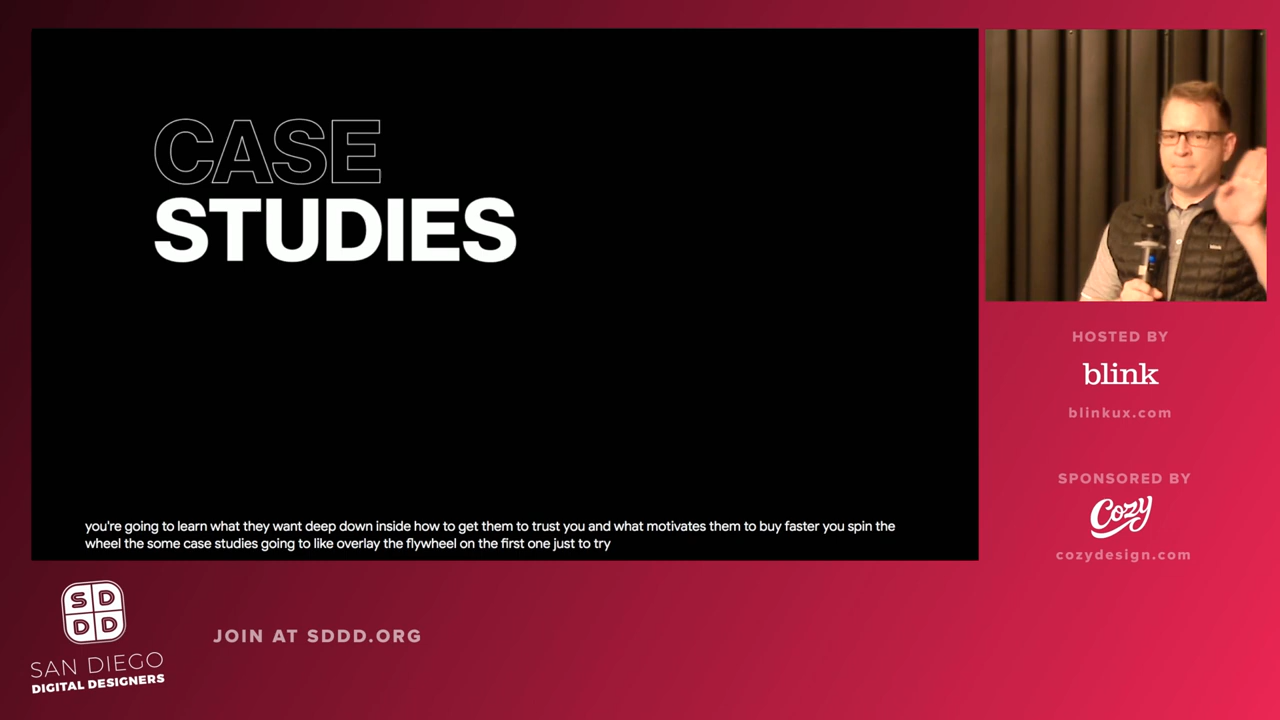 CASE
STUDIES
you're going to learn what they want deep down inside how to get them to trust you and what motivates them to buy faster you spin the
wheel the some case studies going to like overlay the flywheel on the first one just to try
HOSTED BY
blink
blinkux.com
SPONSORED BY
Cozy
cozydesign.com
SD
DD
SAN DIEGO
DIGITAL DESIGNERS
JOIN AT SDDD.ORG